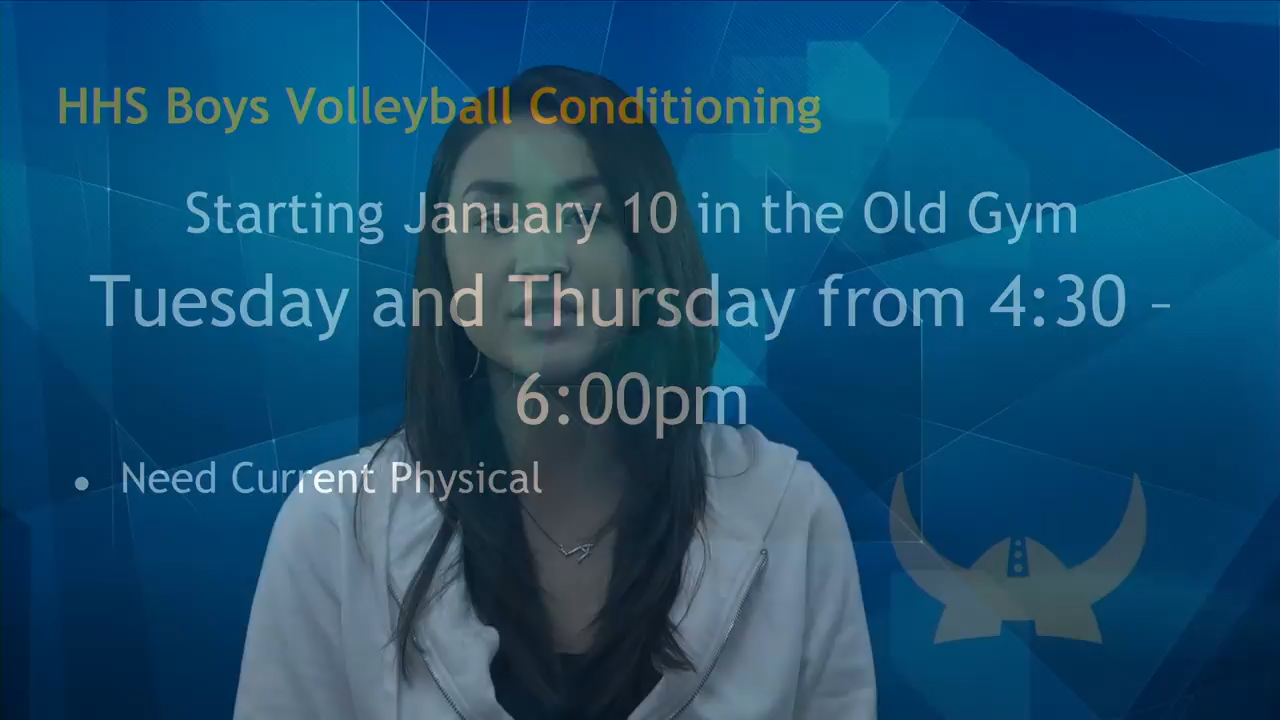 HHS Boys Volleyball Conditioning
Starting January 10 in the Old Gym
Tuesday and Thursday from 4:30 –
6:00pm
• Need Current Physical